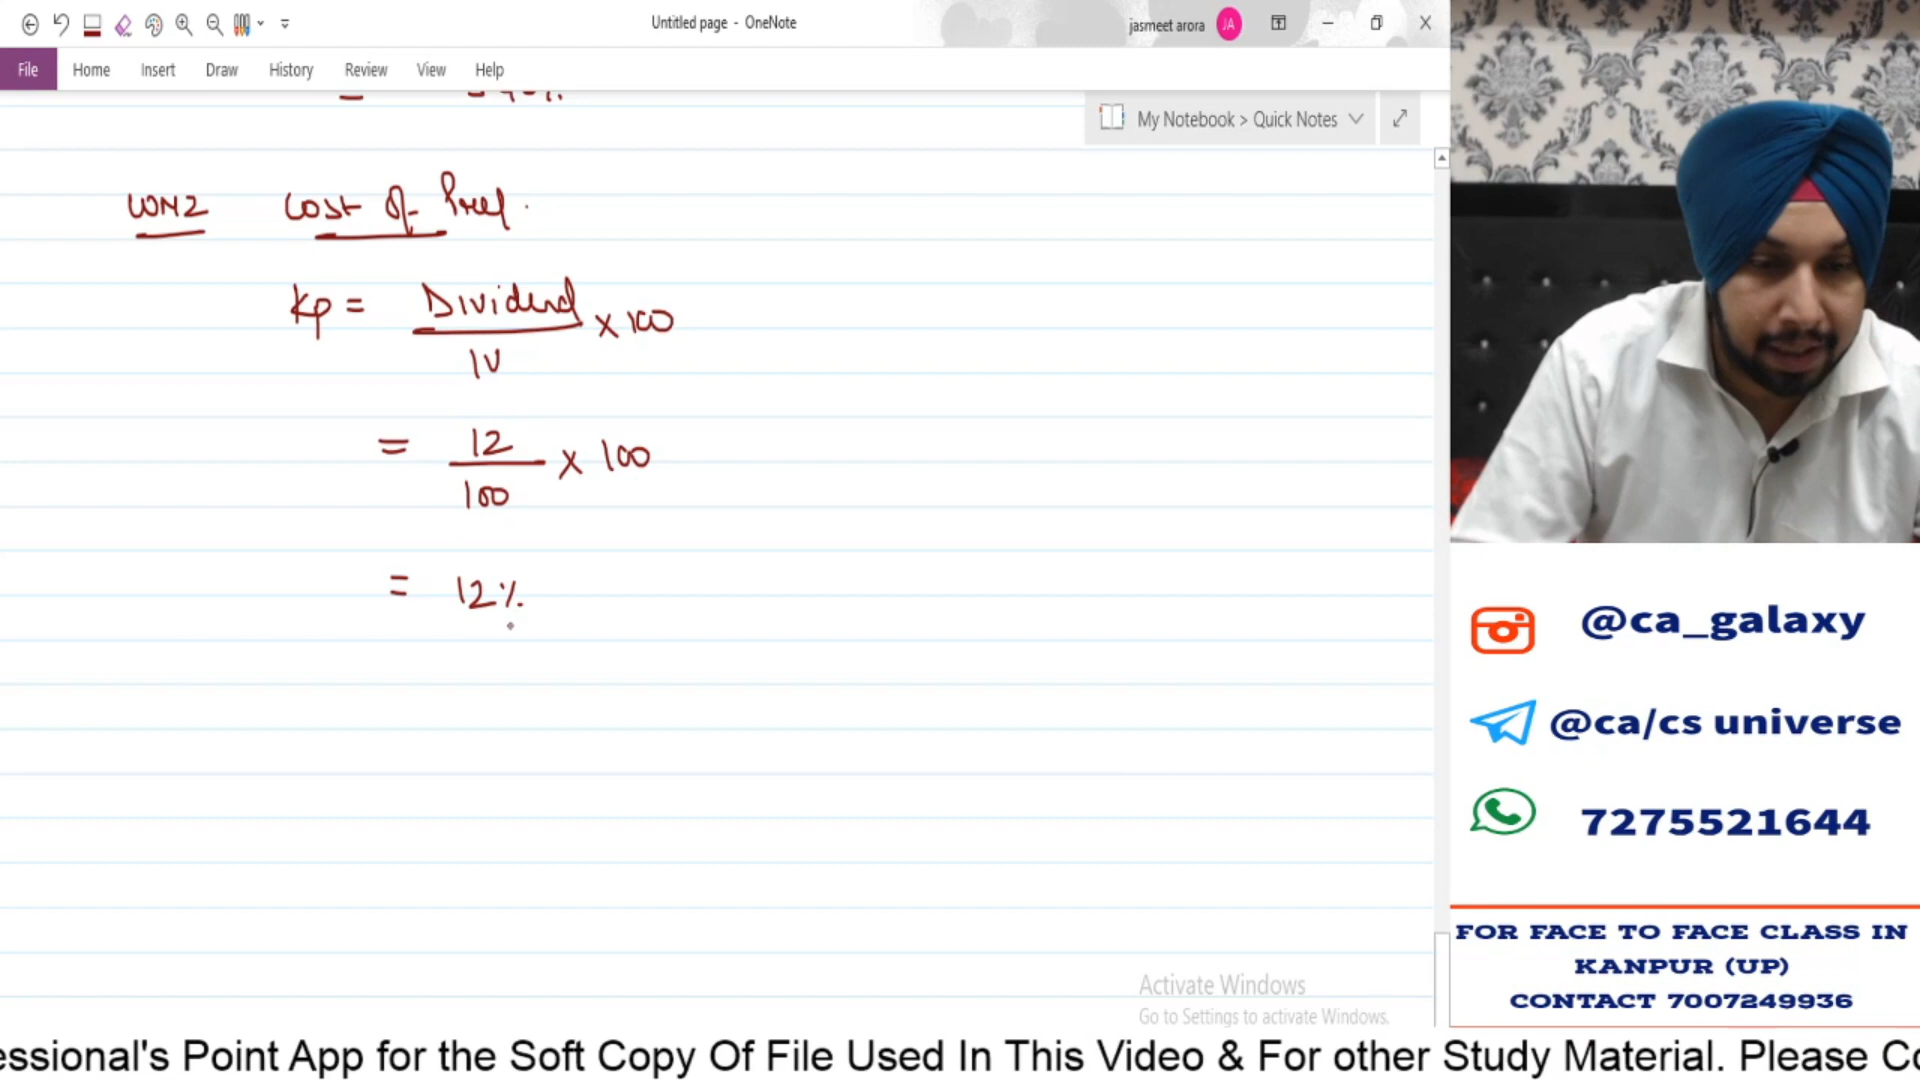 Untitled page - OneNote
jasmeet arora JA
File Home Insert Draw History Review View Help
My Notebook > Quick Notes
WN2 Cost of Pref.
Kp = Dividend
× 100
IV
= 12
× 100
100
= 12%
@ca_galaxy
@ca/cs universe
7275521644
FOR FACE TO FACE CLASS IN
KANPUR (UP)
CONTACT 7007249936
Activate Windows
Go to Settings to activate Windows.
essional's Point App for the Soft Copy Of File Used In This Video & For other Study Material. Please Co